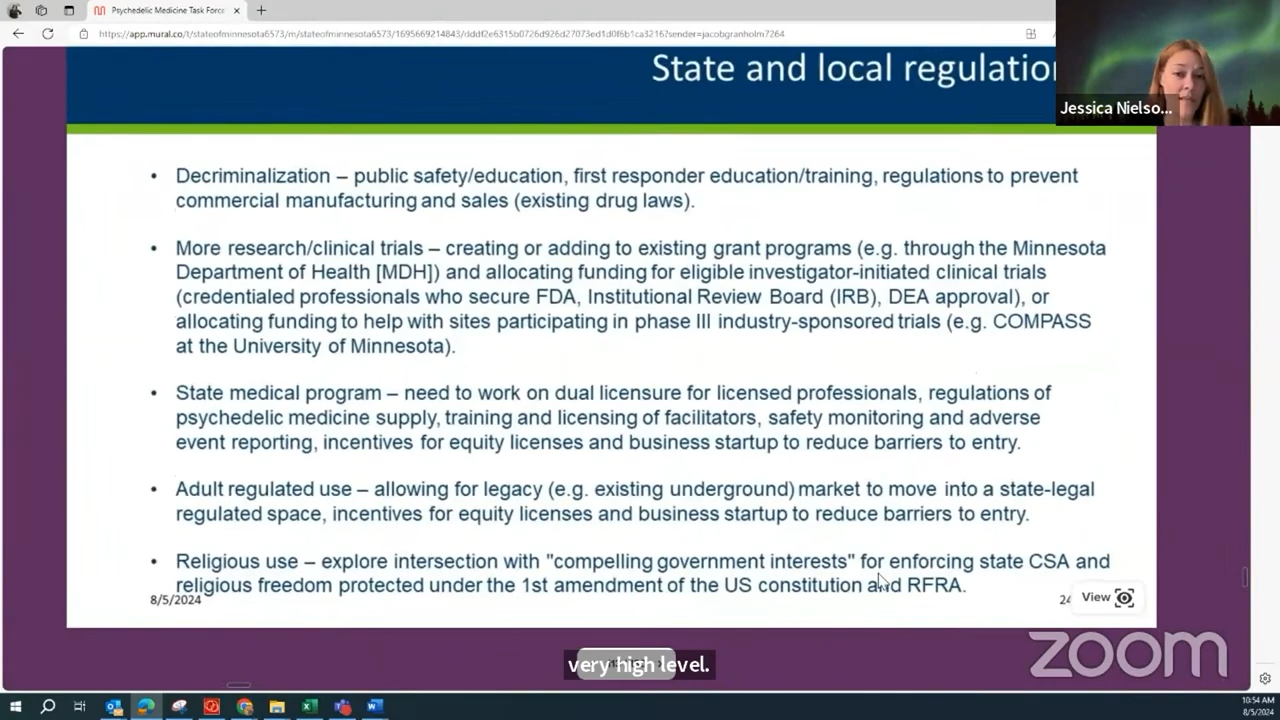 Psychedelic Medicine Task Force
https://app.mural.co/t/stateofminnesota6573/m/stateofminnesota6573/1695669214843/dddf2e6315b0726d926d27073ed1d0f6b1ca3216?sender=jacobgranholm7264
State and local regulatio
Jessica Nielso...
• Decriminalization – public safety/education, first responder education/training, regulations to prevent
commercial manufacturing and sales (existing drug laws).
• More research/clinical trials – creating or adding to existing grant programs (e.g. through the Minnesota
Department of Health [MDH]) and allocating funding for eligible investigator-initiated clinical trials
(credentialed professionals who secure FDA, Institutional Review Board (IRB), DEA approval), or
allocating funding to help with sites participating in phase III industry-sponsored trials (e.g. COMPASS
at the University of Minnesota).
• State medical program – need to work on dual licensure for licensed professionals, regulations of
psychedelic medicine supply, training and licensing of facilitators, safety monitoring and adverse
event reporting, incentives for equity licenses and business startup to reduce barriers to entry.
• Adult regulated use – allowing for legacy (e.g. existing underground) market to move into a state-legal
regulated space, incentives for equity licenses and business startup to reduce barriers to entry.
• Religious use – explore intersection with "compelling government interests" for enforcing state CSA and
religious freedom protected under the 1st amendment of the US constitution and RFRA.
8/5/2024
24
View
very high level.
zoom
10:54 AM
8/5/2024